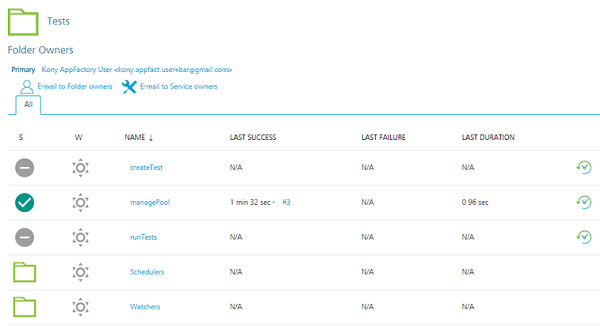 Tests
Folder Owners
Primary Kony AppFactory User <kony.appfact.user+bar@gmail.com>
E-mail to Folder owners E-mail to Service owners
All
S W NAME ↓ LAST SUCCESS LAST FAILURE LAST DURATION
createTest N/A N/A N/A
managePool 1 min 32 sec - #3 N/A 0.96 sec
runTests N/A N/A N/A
Schedulers N/A N/A N/A
Watchers N/A N/A N/A